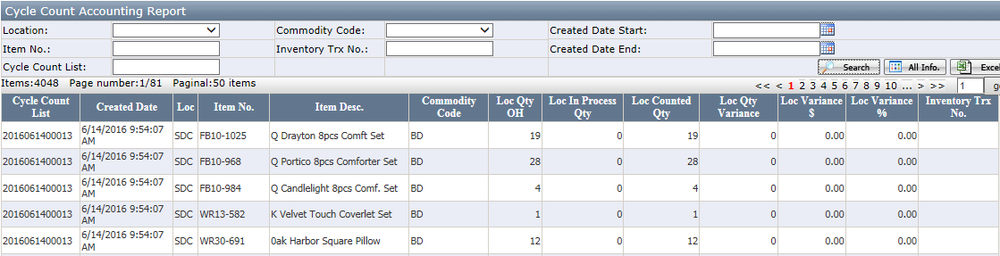 Cycle Count Accounting Report
Location: Commodity Code: Created Date Start:
Item No.: Inventory Trx No.: Created Date End:
Cycle Count List:
Search All Info. Exce
Items:4048 Page number:1/81 Paginal:50 items << < 1 2 3 4 5 6 7 8 9 10 ... > >> 1 g
Cycle Count List Created Date Loc Item No. Item Desc. Commodity Code Loc Qty OH Loc In Process Qty Loc Counted Qty Loc Qty Variance Loc Variance $ Loc Variance % Inventory Trx No.
2016061400013 6/14/2016 9:54:07 AM SDC FB10-1025 Q Drayton 8pcs Comft Set BD 19 0 19 0 0.00 0.00
2016061400013 6/14/2016 9:54:07 AM SDC FB10-968 Q Portico 8pcs Comforter Set BD 28 0 28 0 0.00 0.00
2016061400013 6/14/2016 9:54:07 AM SDC FB10-984 Q Candlelight 8pcs Comf. Set BD 4 0 4 0 0.00 0.00
2016061400013 6/14/2016 9:54:07 AM SDC WR13-582 K Velvet Touch Coverlet Set BD 1 0 1 0 0.00 0.00
2016061400013 6/14/2016 9:54:07 AM SDC WR30-691 0ak Harbor Square Pillow BD 12 0 12 0 0.00 0.00